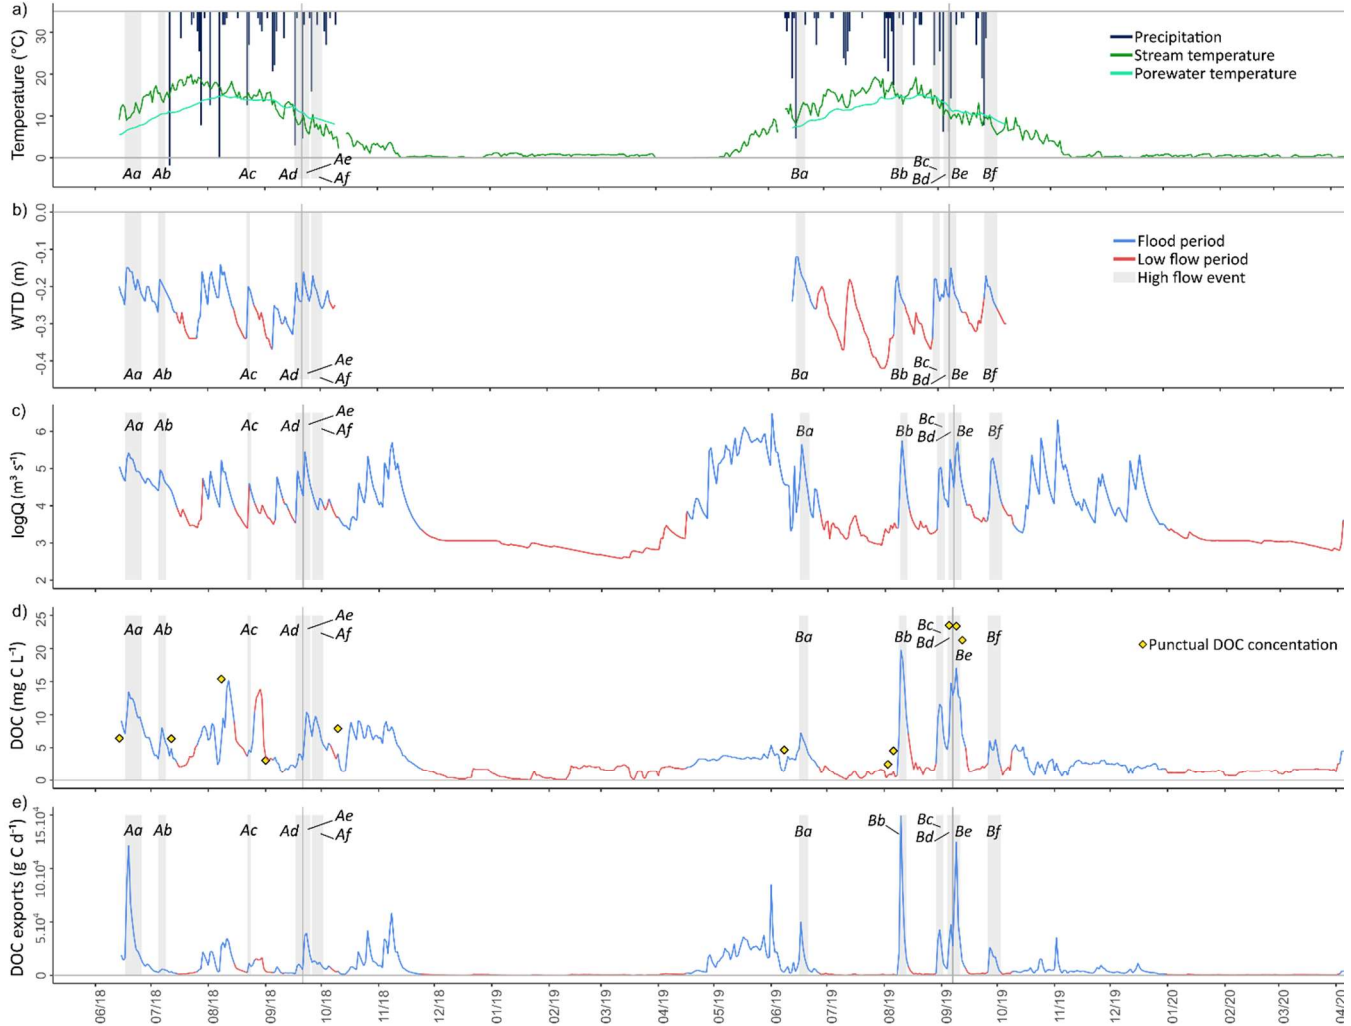 a)
Temperature (°C)
30
20
10
0
Precipitation
Stream temperature
Porewater temperature
Aa Ab Ac Ad Ae Af Ba Bb Bc Bd Be Bf
b)
WTD (m)
0.0
-0.1
-0.2
-0.3
-0.4
Flood period
Low flow period
High flow event
Aa Ab Ac Ad Ae Af Ba Bb Bc Bd Be Bf
c)
logQ (m³ s⁻¹)
6
5
4
3
2
Aa Ab Ac Ad Ae Af Ba Bb Bc Bd Be Bf
d)
DOC (mg C L⁻¹)
25
20
15
10
5
0
Aa Ab Ac Ad Ae Af Ba Bb Bc Bd Be Bf
Punctual DOC concentation
e)
DOC exports (g C d⁻¹)
15.10⁴
10.10⁴
5.10⁴
0
Aa Ab Ac Ad Ae Af Ba Bb Bc Bd Be Bf
06/18 07/18 08/18 09/18 10/18 11/18 12/18 01/19 02/19 03/19 04/19 05/19 06/19 07/19 08/19 09/19 10/19 11/19 12/19 01/20 02/20 03/20 04/20